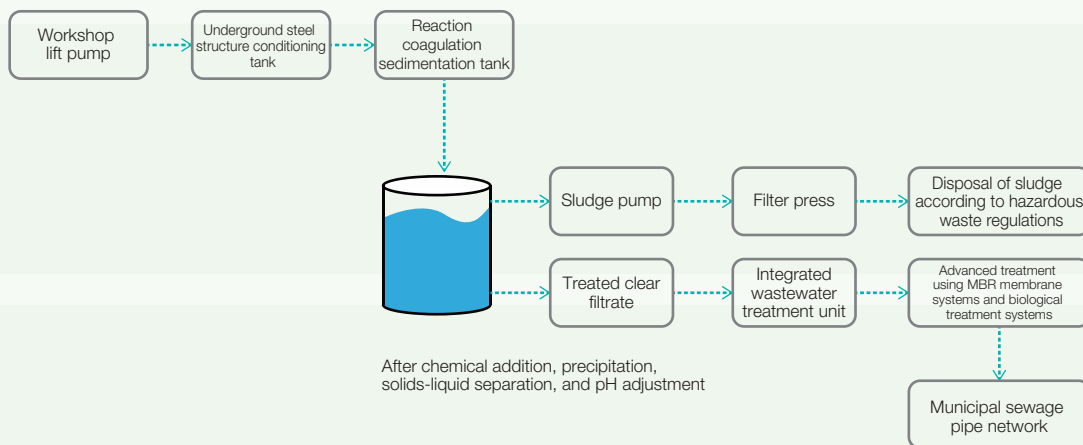 Workshop
lift pump
Underground steel
structure conditioning
tank
Reaction
coagulation
sedimentation tank
Sludge pump
Filter press
Disposal of sludge
according to hazardous
waste regulations
Treated clear
filtrate
Integrated
wastewater
treatment unit
Advanced treatment
using MBR membrane
systems and biological
treatment systems
After chemical addition, precipitation,
solids-liquid separation, and pH adjustment
Municipal sewage
pipe network